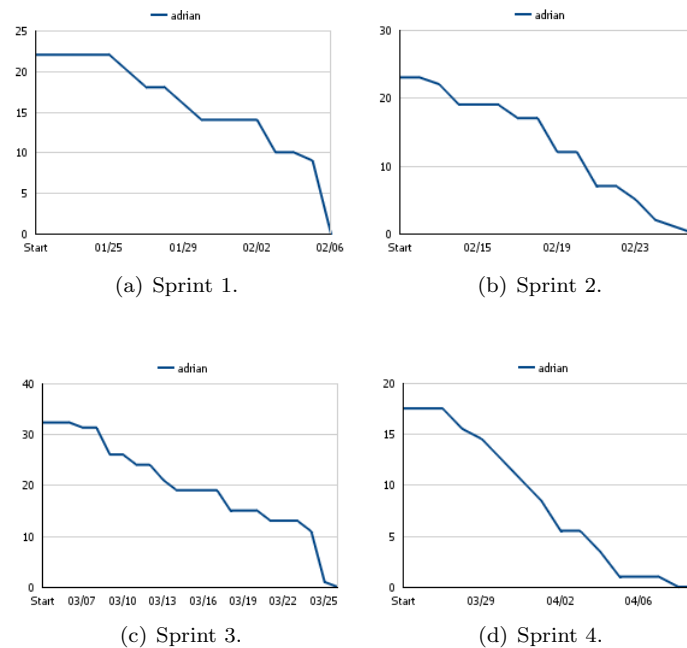 adrian
25
20
15
10
5
0
Start 01/25 01/29 02/02 02/06
(a) Sprint 1.
adrian
30
20
10
0
Start 02/15 02/19 02/23
(b) Sprint 2.
adrian
40
30
20
10
0
Start 03/07 03/10 03/13 03/16 03/19 03/22 03/25
(c) Sprint 3.
adrian
20
15
10
5
0
Start 03/29 04/02 04/06
(d) Sprint 4.